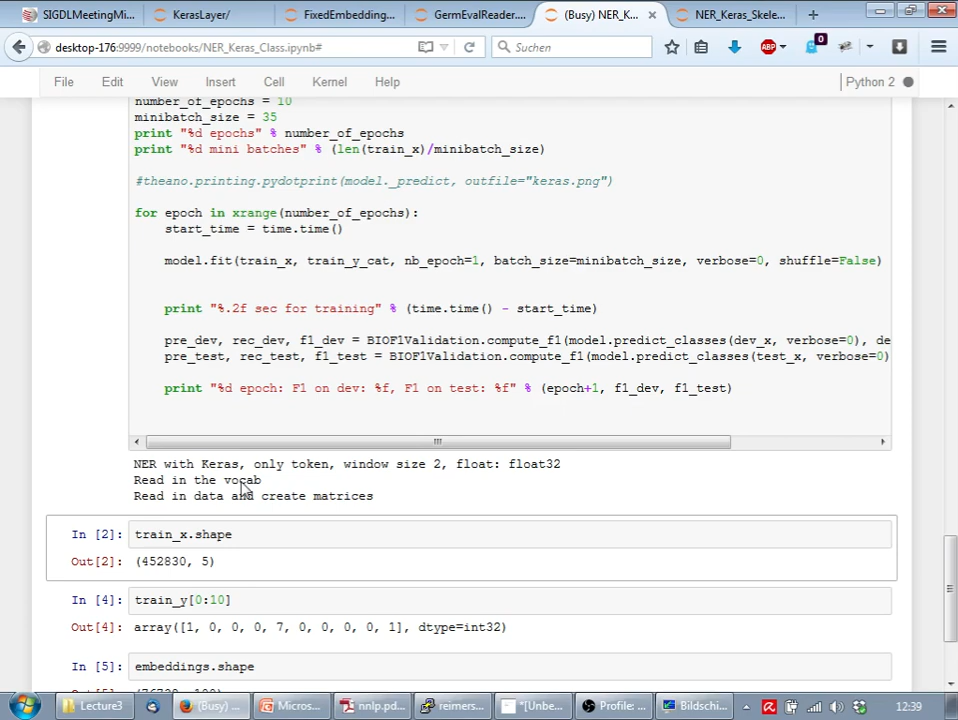 SIGDLMeetingMi...
KerasLayer/
FixedEmbedding...
GermEvalReader....
(Busy) NER_K...
NER_Keras_Skele...
desktop-176:9999/notebooks/NER_Keras_Class.ipynb#
Suchen
ABP
0
File Edit View Insert Cell Kernel Help
Python 2
number_of_epochs = 10
minibatch_size = 35
print "%d epochs" % number_of_epochs
print "%d mini batches" % (len(train_x)/minibatch_size)
#theano.printing.pydotprint(model._predict, outfile="keras.png")
for epoch in xrange(number_of_epochs):
start_time = time.time()
model.fit(train_x, train_y_cat, nb_epoch=1, batch_size=minibatch_size, verbose=0, shuffle=False)
print "%.2f sec for training" % (time.time() - start_time)
pre_dev, rec_dev, f1_dev = BIOF1Validation.compute_f1(model.predict_classes(dev_x, verbose=0), de
pre_test, rec_test, f1_test = BIOF1Validation.compute_f1(model.predict_classes(test_x, verbose=0)
print "%d epoch: F1 on dev: %f, F1 on test: %f" % (epoch+1, f1_dev, f1_test)
NER with Keras, only token, window size 2, float: float32
Read in the vocab
Read in data and create matrices
In [2]: train_x.shape
Out[2]: (452830, 5)
In [4]: train_y[0:10]
Out[4]: array([1, 0, 0, 0, 7, 0, 0, 0, 0, 1], dtype=int32)
In [5]: embeddings.shape
Lecture3
(Busy) ...
Micros...
nnlp.pd...
reimers...
*[Unbe...
Profile: ...
Bildschi...
12:39